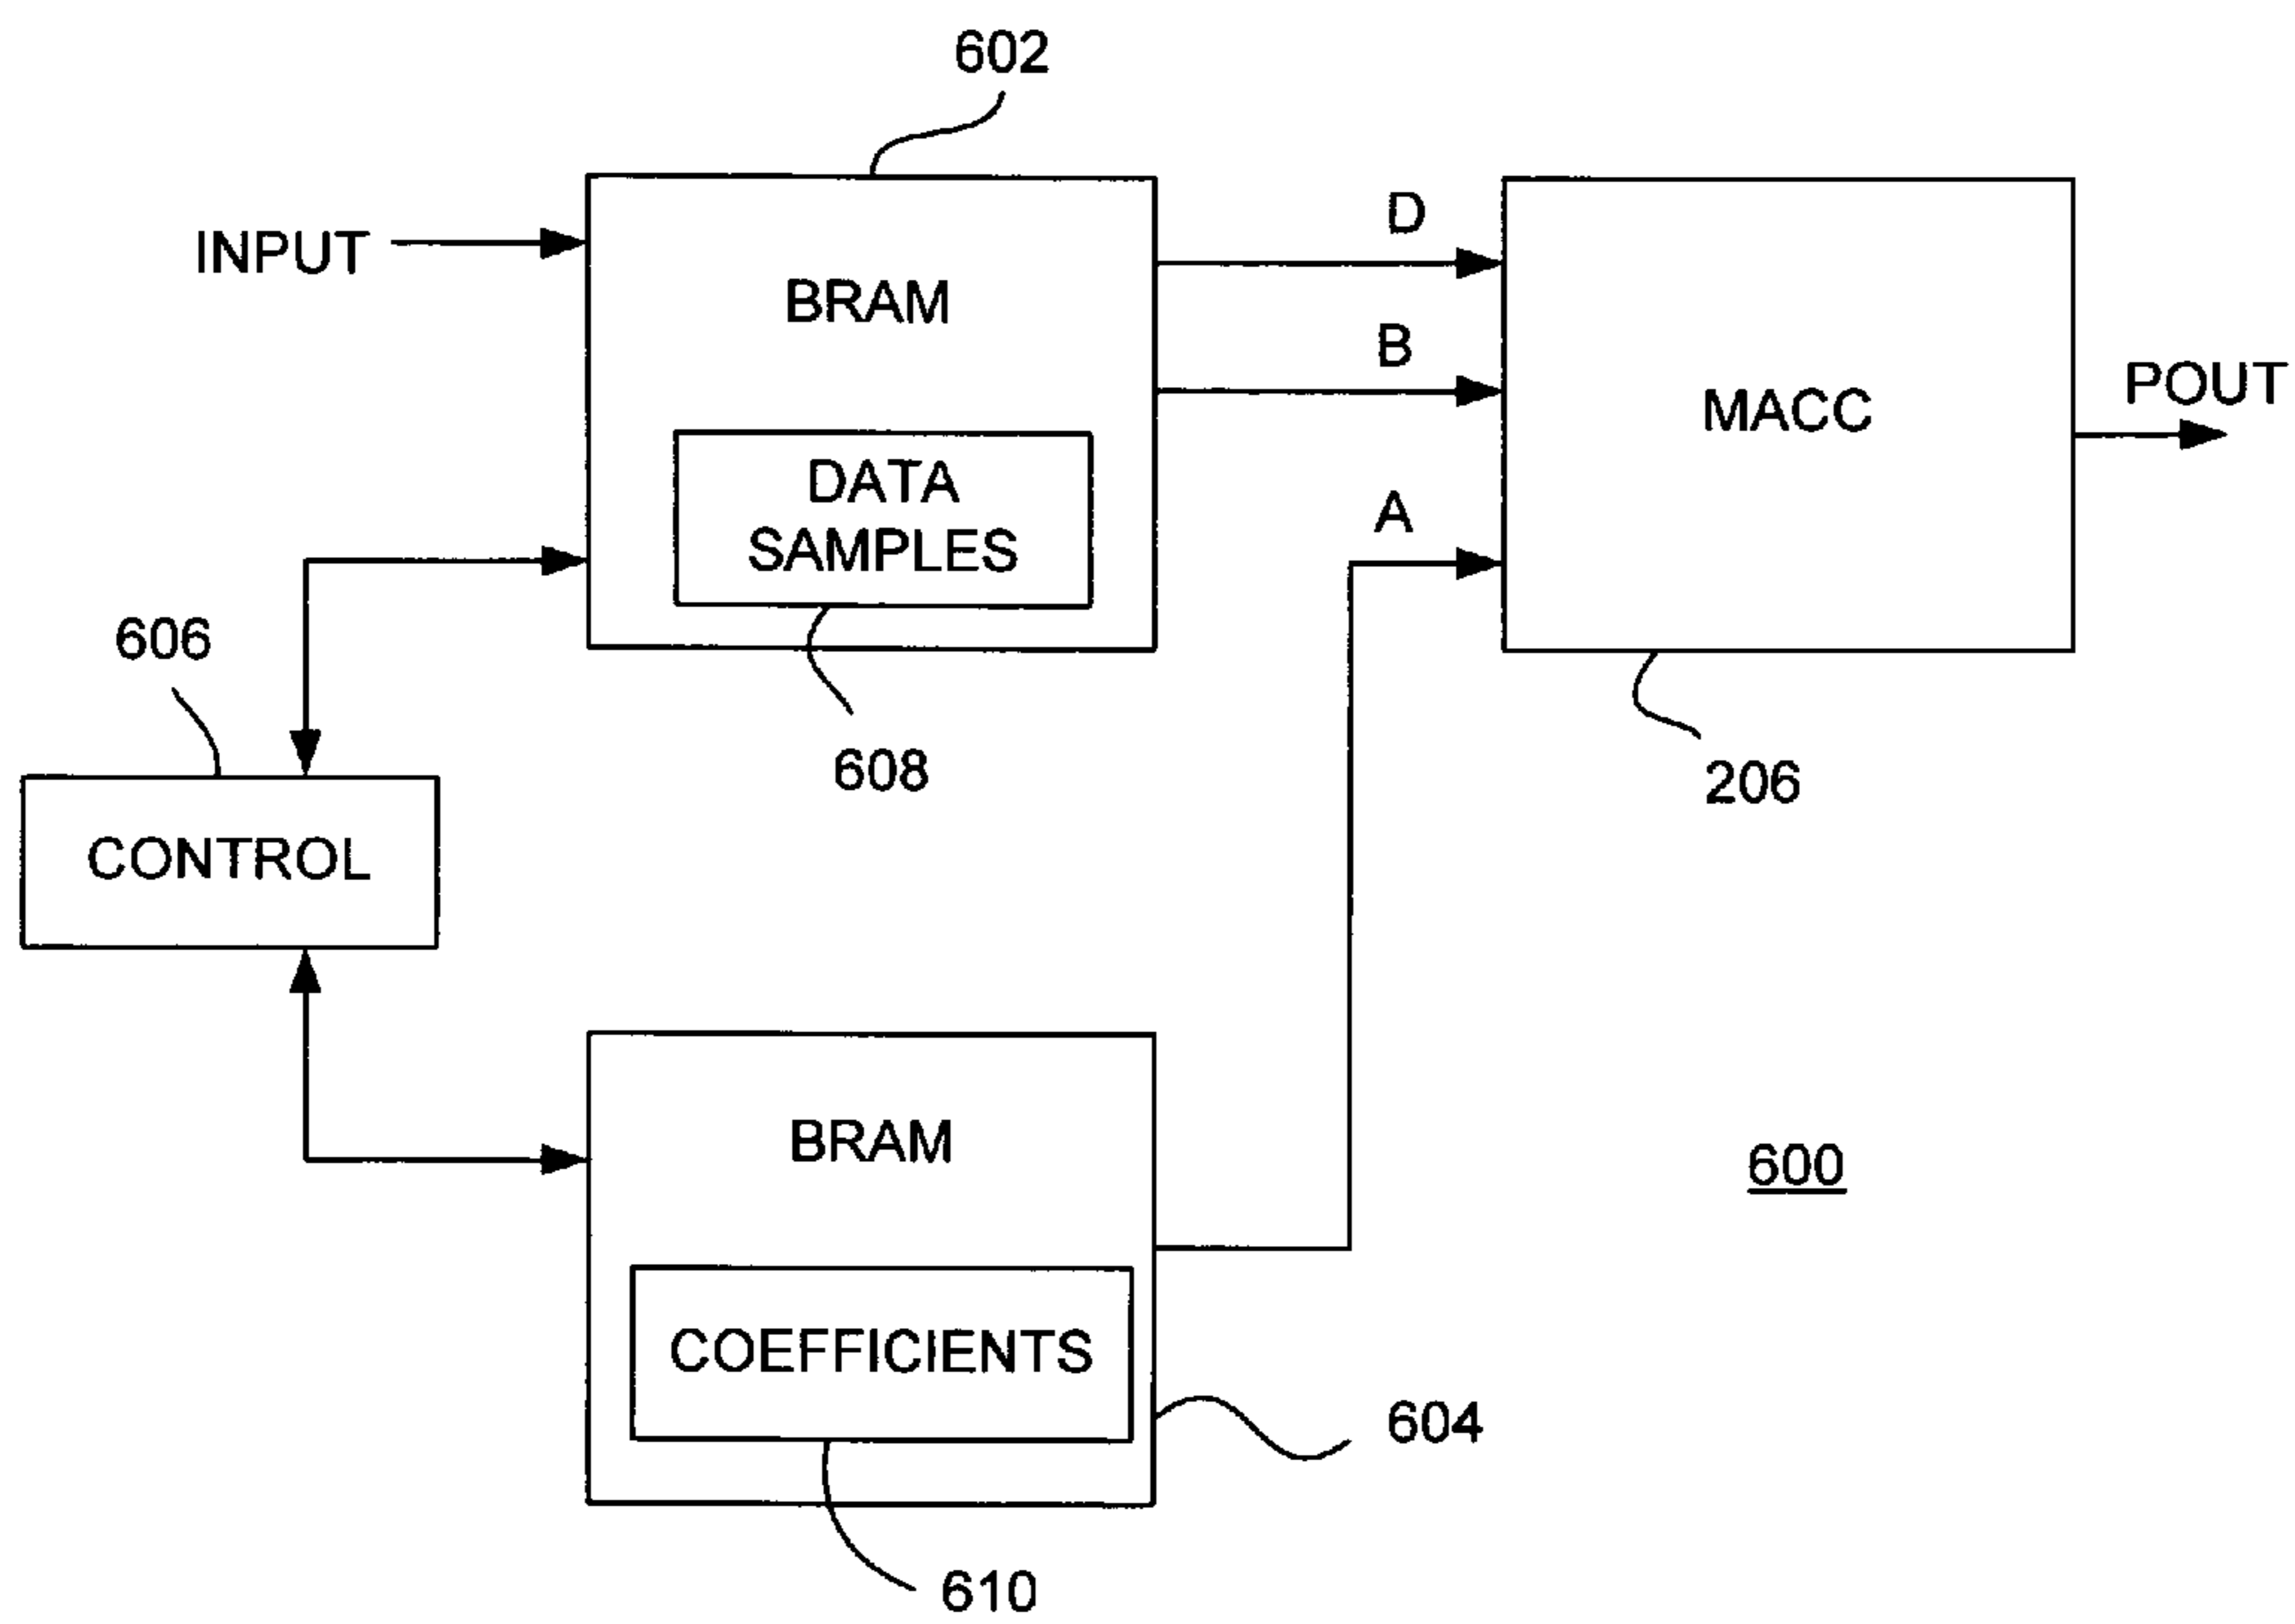 602
INPUT
BRAM
D
B
A
MACC
POUT
DATA
SAMPLES
606
608
206
CONTROL
BRAM
600
COEFFICIENTS
604
610